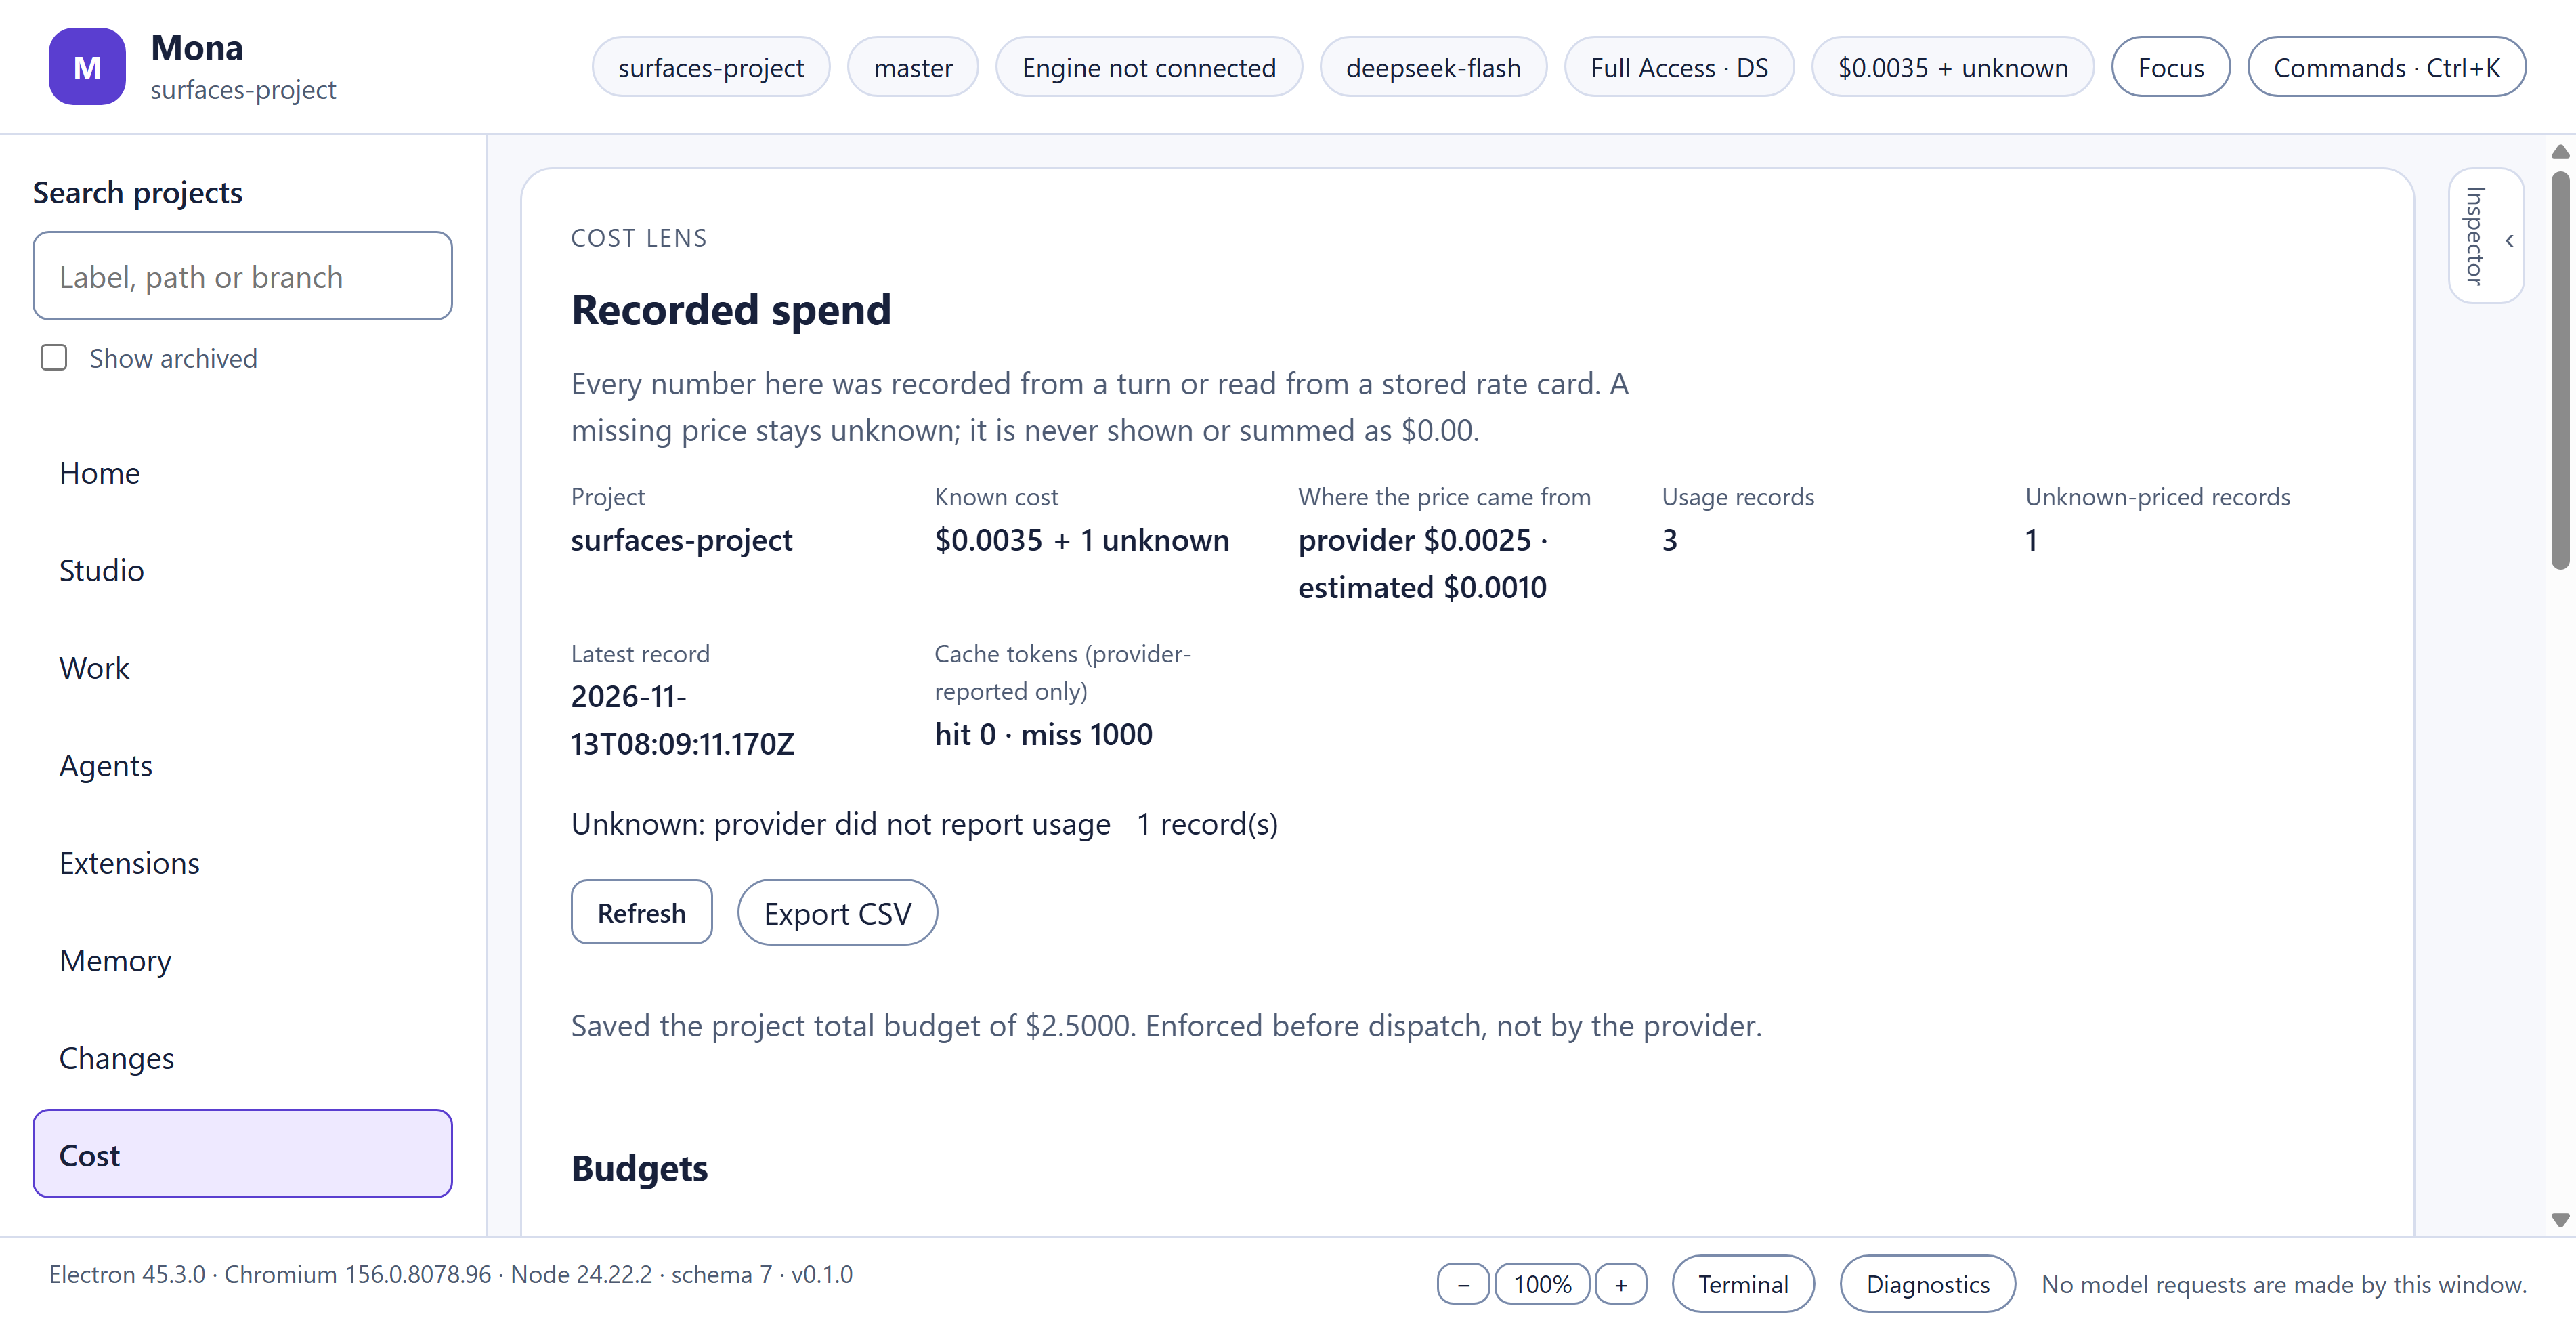 M
Mona
surfaces-project
surfaces-project
master
Engine not connected
deepseek-flash
Full Access · DS
$0.0035 + unknown
Focus
Commands · Ctrl+K
Search projects
Label, path or branch
Show archived
Home
Studio
Work
Agents
Extensions
Memory
Changes
Cost
COST LENS
Recorded spend
Every number here was recorded from a turn or read from a stored rate card. A
missing price stays unknown; it is never shown or summed as $0.00.
Project
surfaces-project
Known cost
$0.0035 + 1 unknown
Where the price came from
provider $0.0025 ·
estimated $0.0010
Usage records
3
Unknown-priced records
1
Latest record
2026-11-
13T08:09:11.170Z
Cache tokens (provider-
reported only)
hit 0 · miss 1000
Unknown: provider did not report usage 1 record(s)
Refresh
Export CSV
Saved the project total budget of $2.5000. Enforced before dispatch, not by the provider.
Budgets
Inspector
‹
Electron 45.3.0 · Chromium 156.0.8078.96 · Node 24.22.2 · schema 7 · v0.1.0
−
100%
+
Terminal
Diagnostics
No model requests are made by this window.